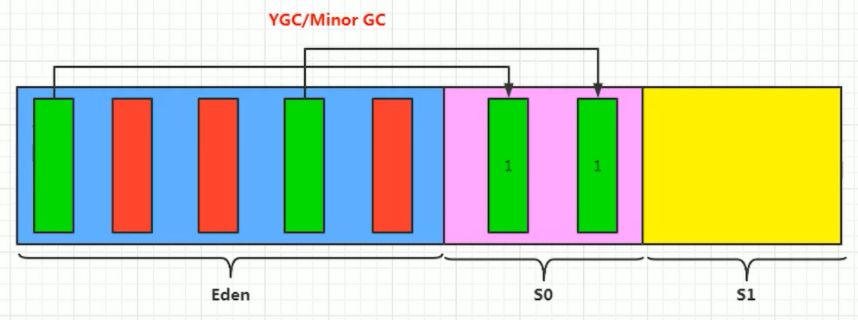 YGC/Minor GC
1 1
Eden S0 S1